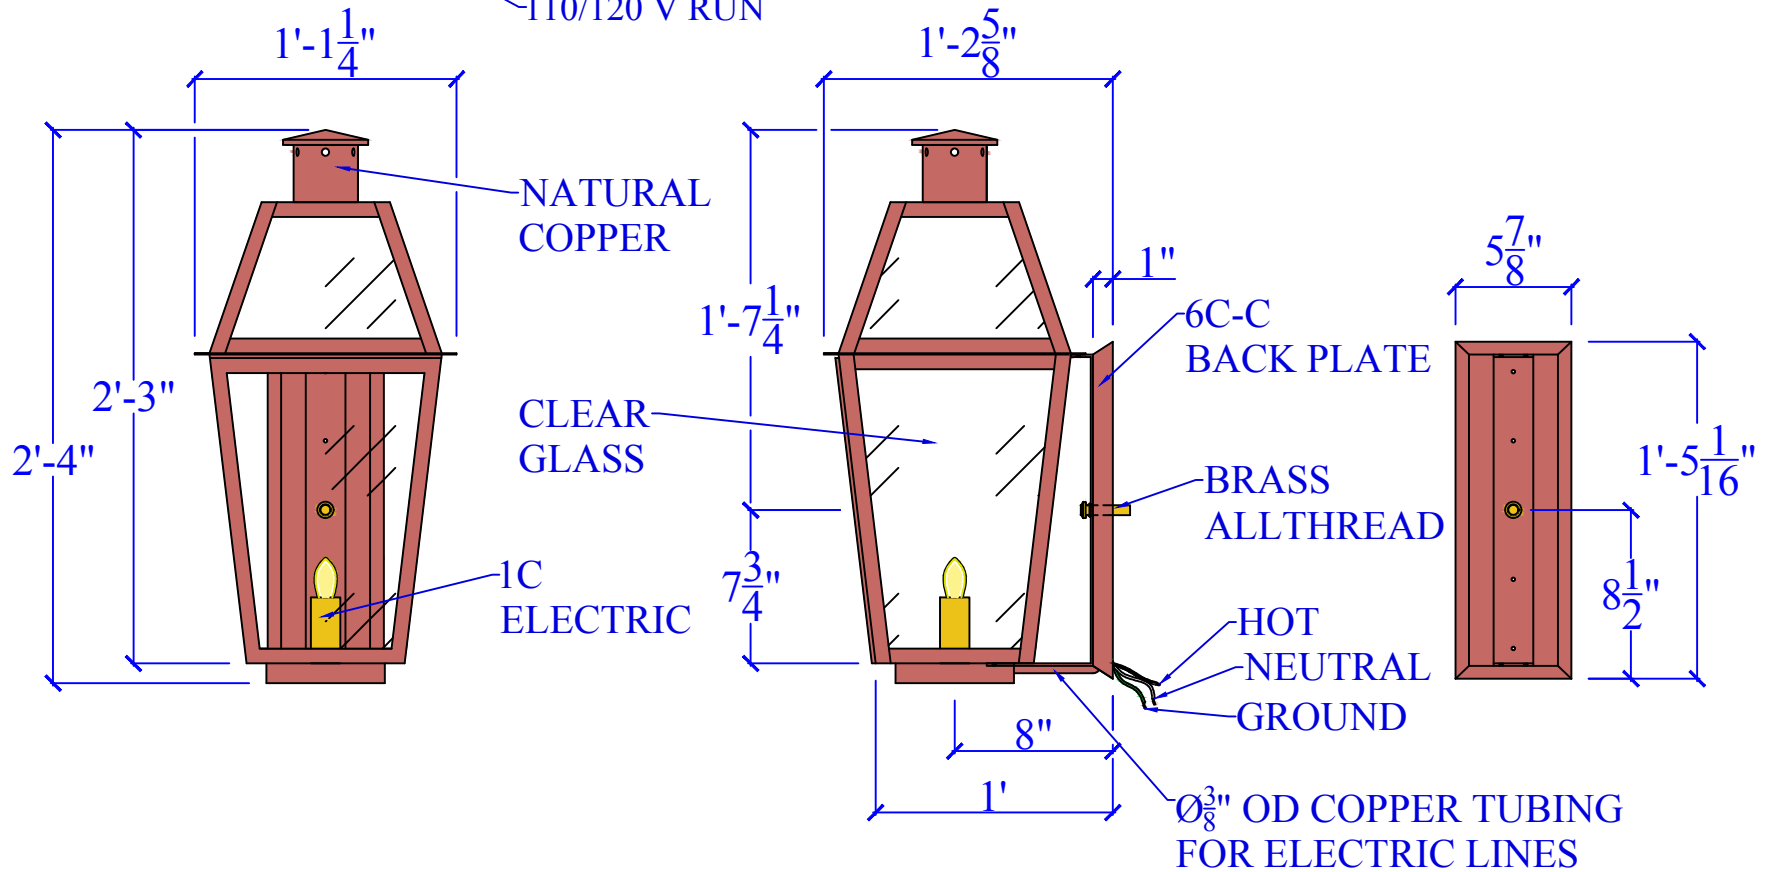 110/120 V RUN
1'-1 1/4"
1'-2 5/8"
NATURAL
COPPER
1"
5 7/8"
6C-C
BACK PLATE
1'-7 1/4"
2'-3"
2'-4"
CLEAR
GLASS
1'-5 1/16"
BRASS
ALLTHREAD
1C
ELECTRIC
7 3/4"
8 1/2"
HOT
NEUTRAL
GROUND
8"
1'
Ø3/8" OD COPPER TUBING
FOR ELECTRIC LINES